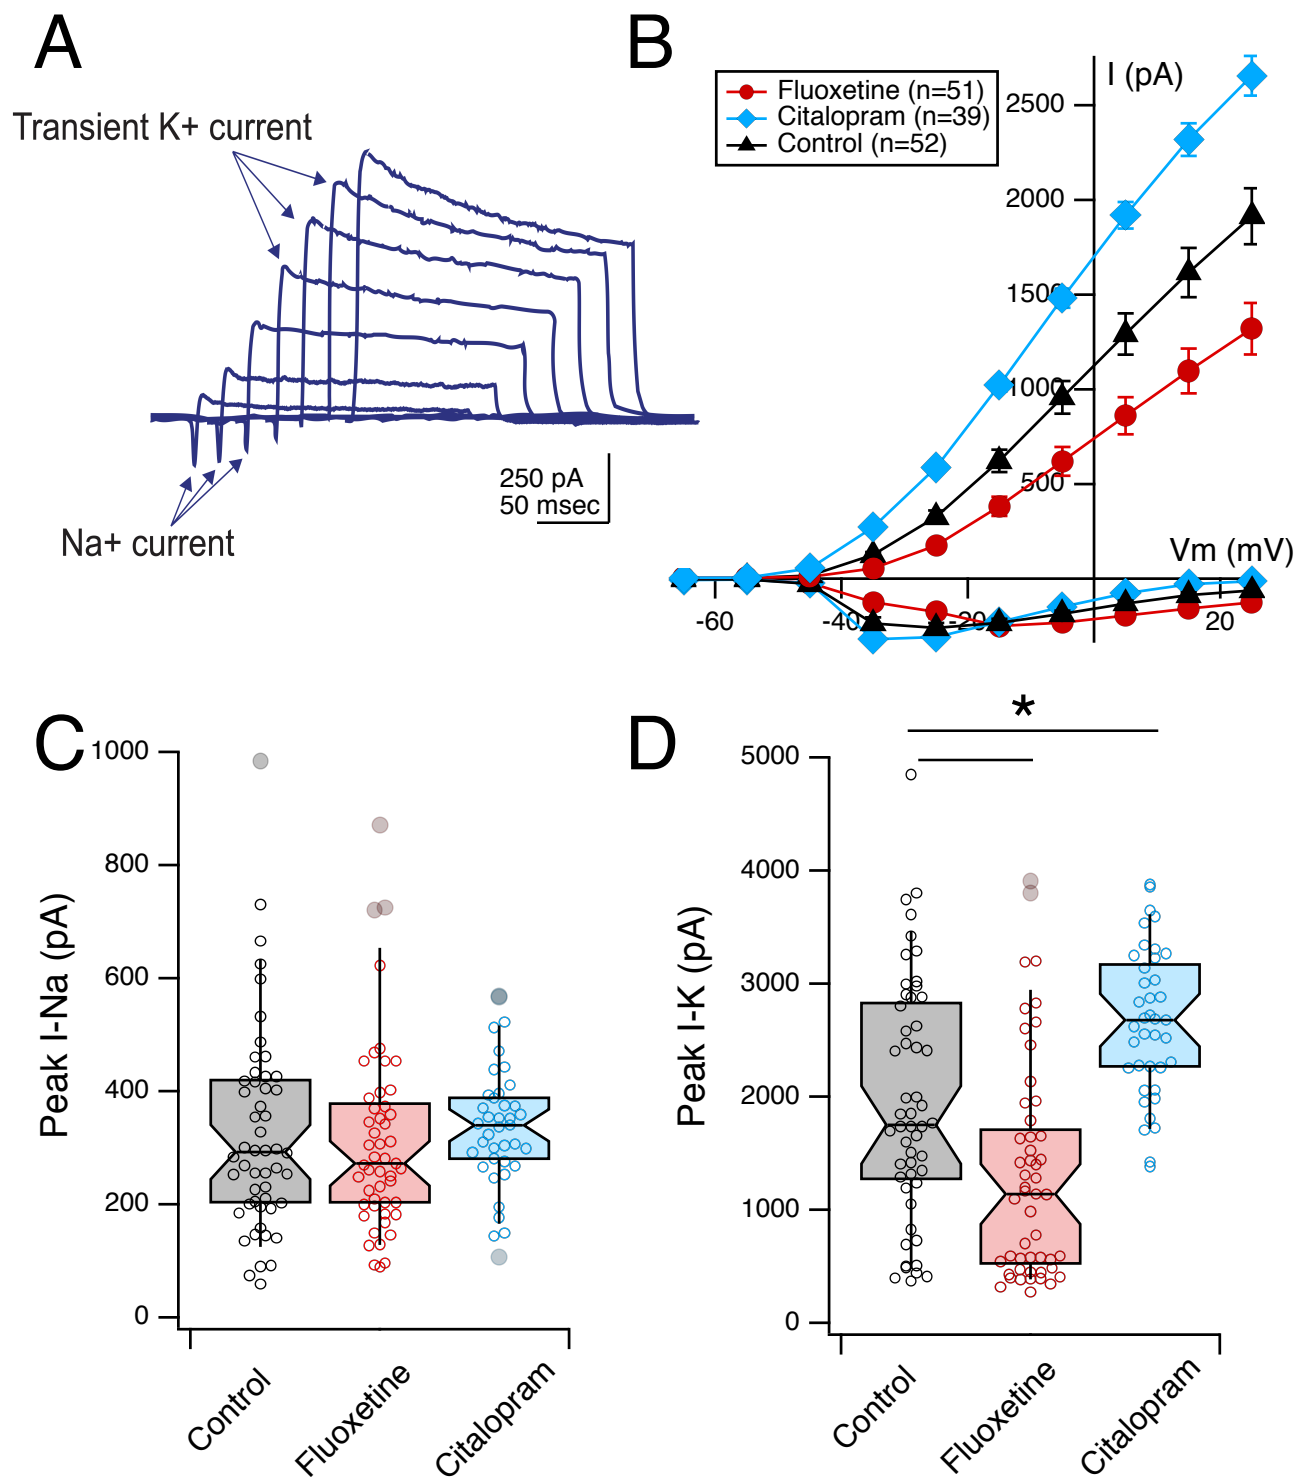 A
Transient K+ current
Na+ current
250 pA
50 msec
B
Fluoxetine (n=51)
Citalopram (n=39)
Control (n=52)
I (pA)
2500
2000
1500
1000
500
Vm (mV)
-60
-40
-20
20
C
Peak I-Na (pA)
1000
800
600
400
200
0
Control
Fluoxetine
Citalopram
D
*
Peak I-K (pA)
5000
4000
3000
2000
1000
0
Control
Fluoxetine
Citalopram